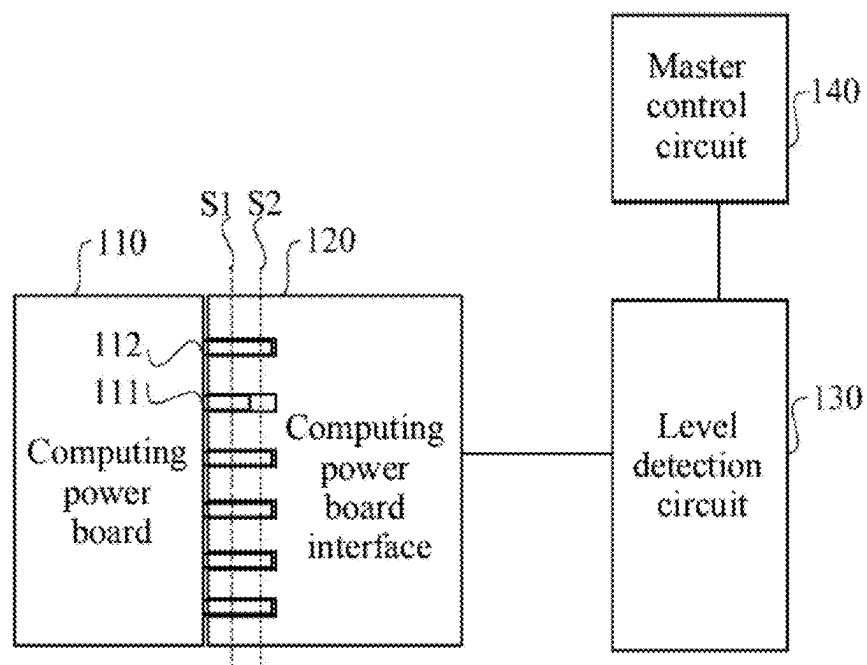 Master
control
circuit
140
S1 S2
110
120
112
111
Computing
power
board
Computing
power
board
interface
Level
detection
circuit
130